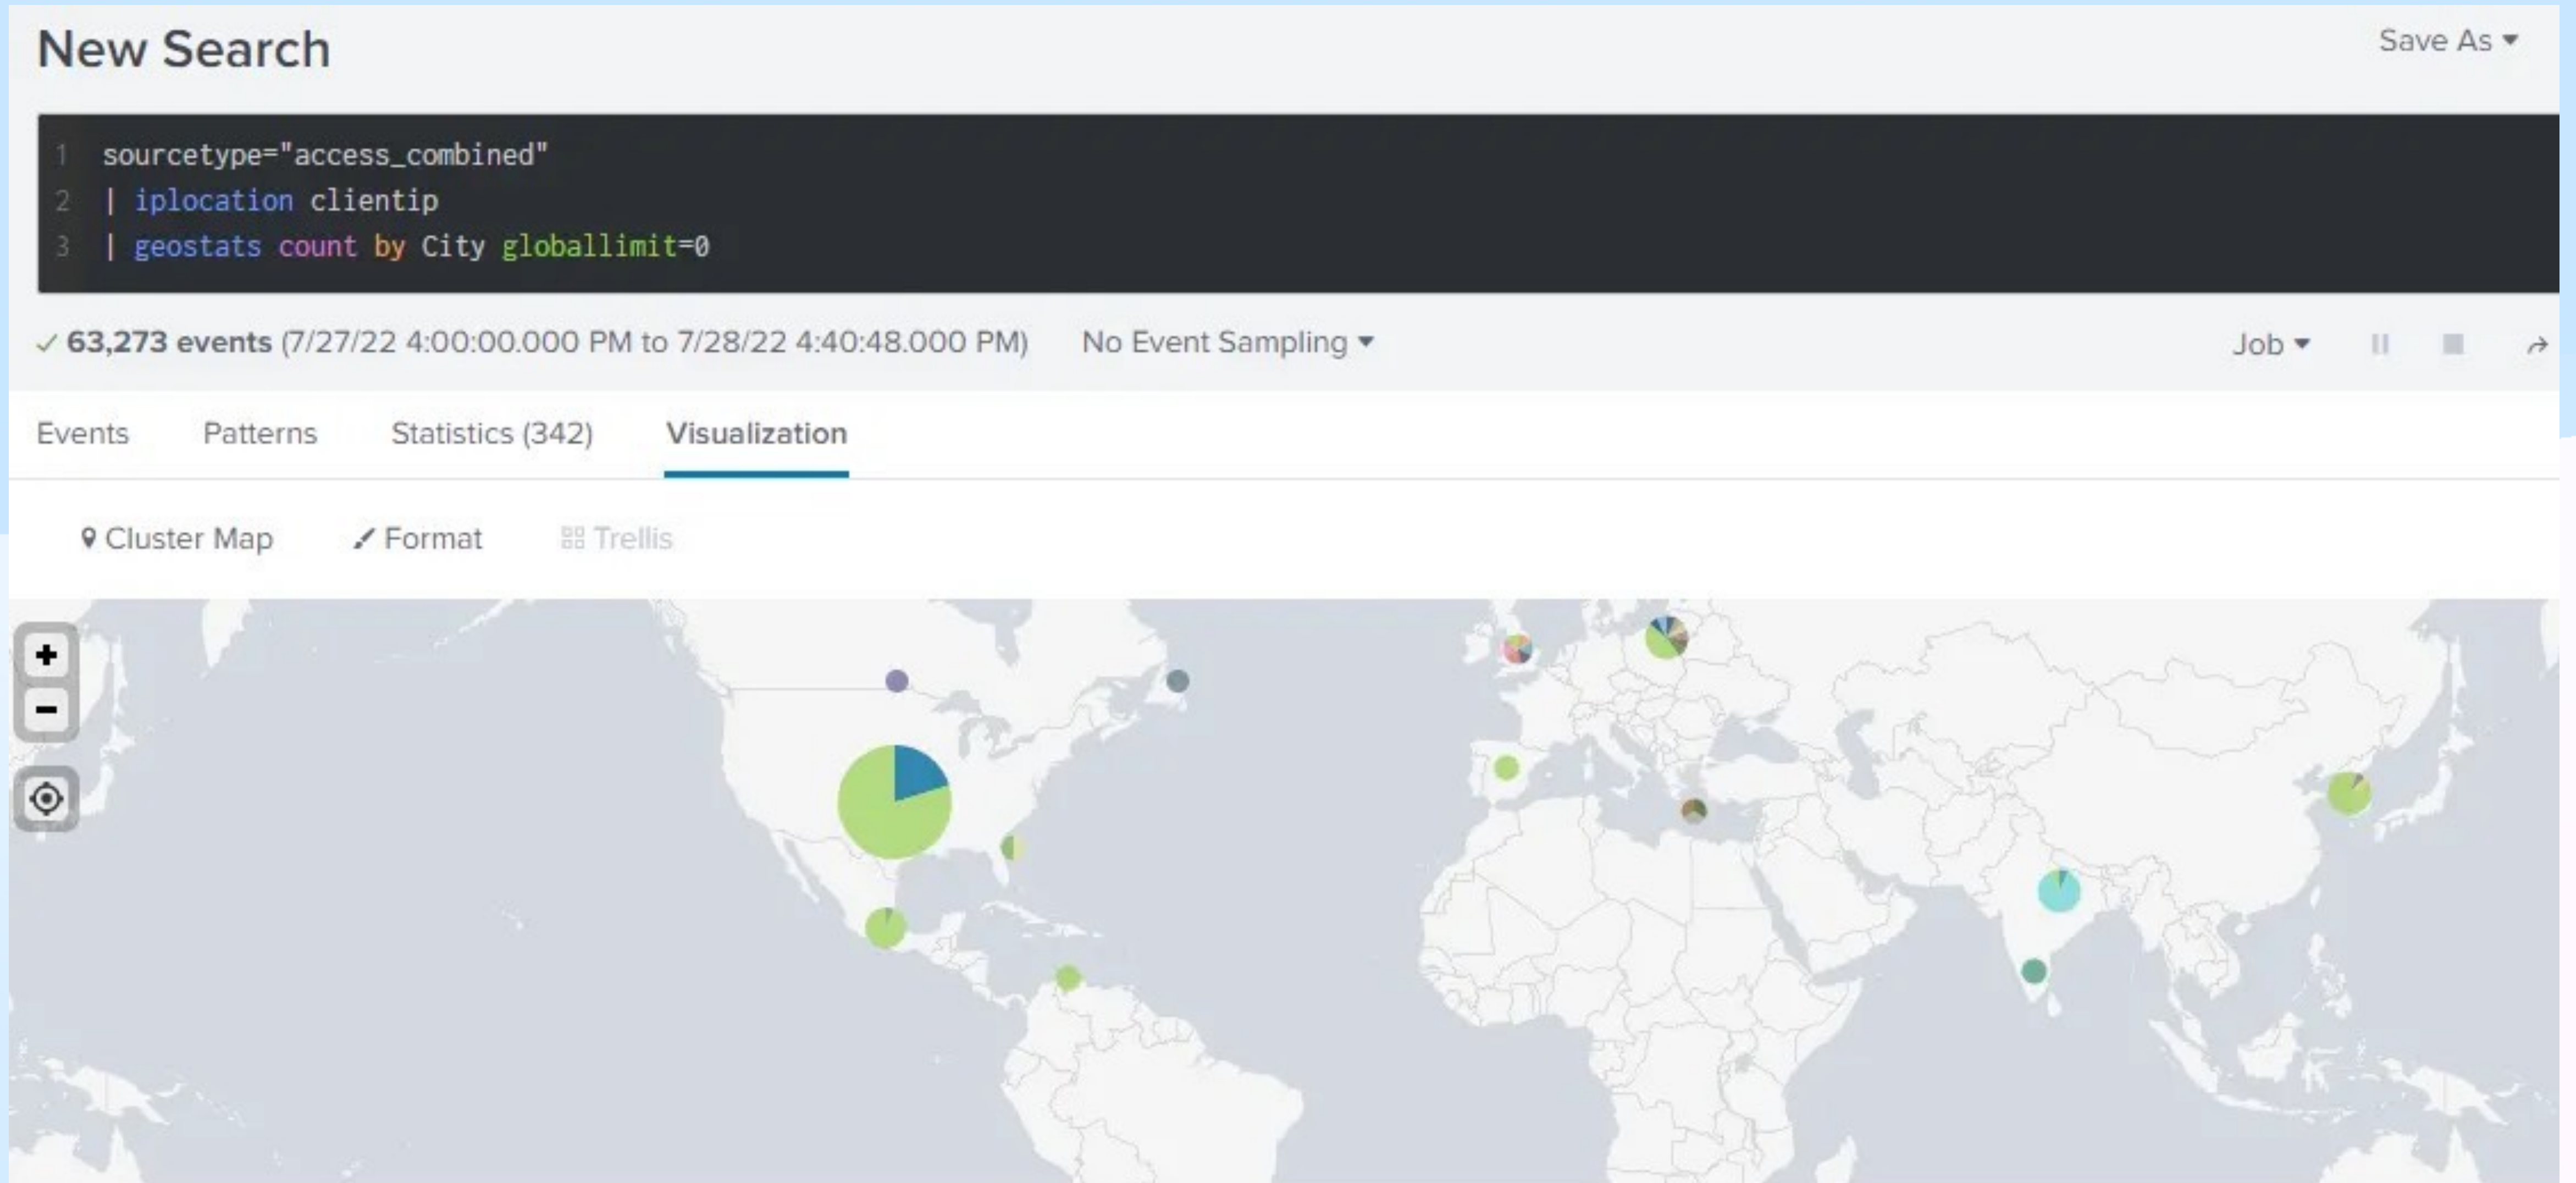 New Search
Save As
1 sourcetype="access_combined"
2 | iplocation clientip
3 | geostats count by City globallimit=0
63,273 events (7/27/22 4:00:00.000 PM to 7/28/22 4:40:48.000 PM) No Event Sampling Job
Events Patterns Statistics (342) Visualization
Cluster Map Format Trellis